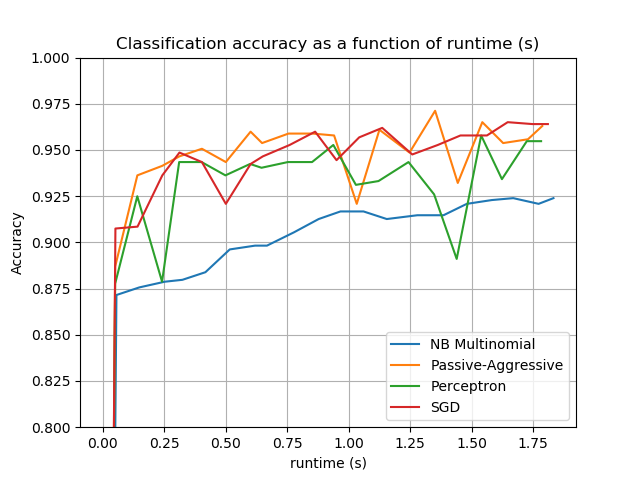 Classification accuracy as a function of runtime (s)
1.000
0.975
0.950
0.925
0.900
0.875
0.850
0.825
0.800
Accuracy
NB Multinomial
Passive-Aggressive
Perceptron
SGD
0.00 0.25 0.50 0.75 1.00 1.25 1.50 1.75
runtime (s)